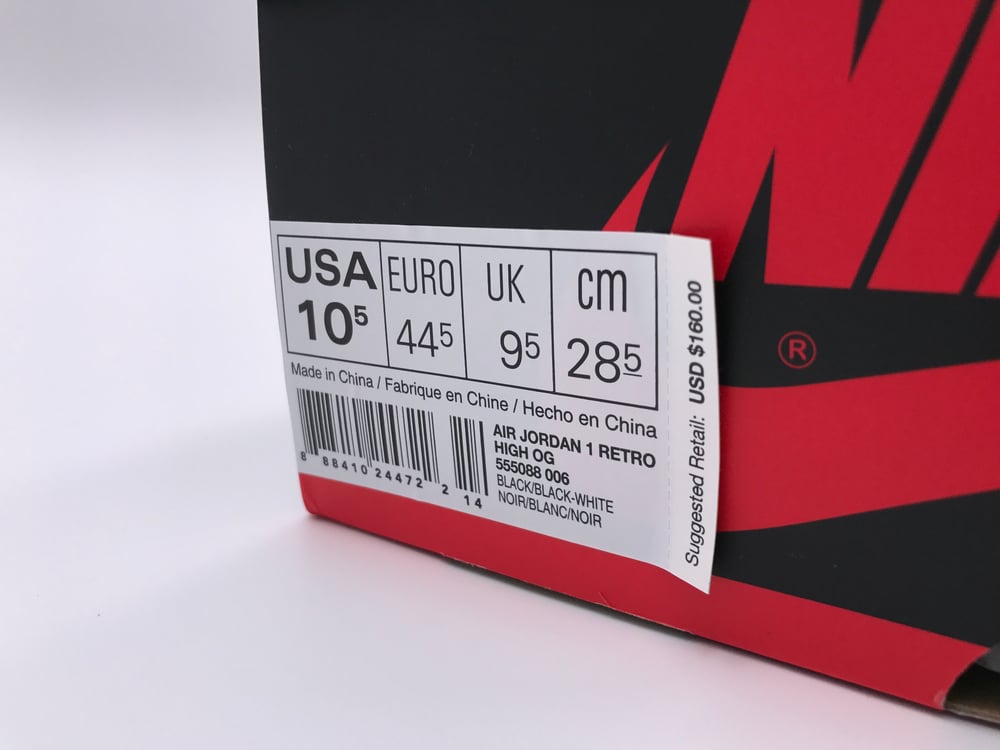 USA EURO UK cm
10⁵ 44⁵ 9⁵ 28⁵
Made in China / Fabrique en Chine / Hecho en China
8 88410 24472 2 14
AIR JORDAN 1 RETRO
HIGH OG
555088 006
BLACK/BLACK-WHITE
NOIR/BLANC/NOIR
Suggested Retail: USD $160.00
®